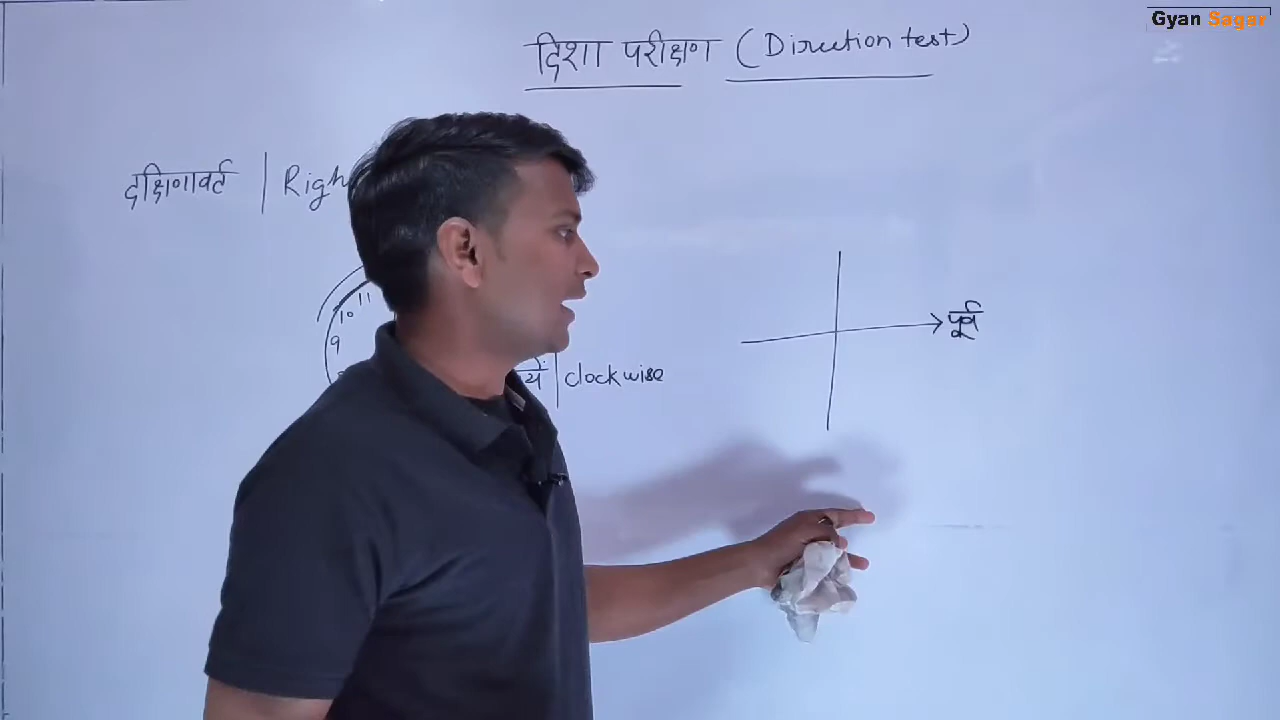 Gyan Sagar
दिशा परीक्षण (Direction test)
दक्षिणावर्त | Righ
11
10
9
पूर्व
clockwise